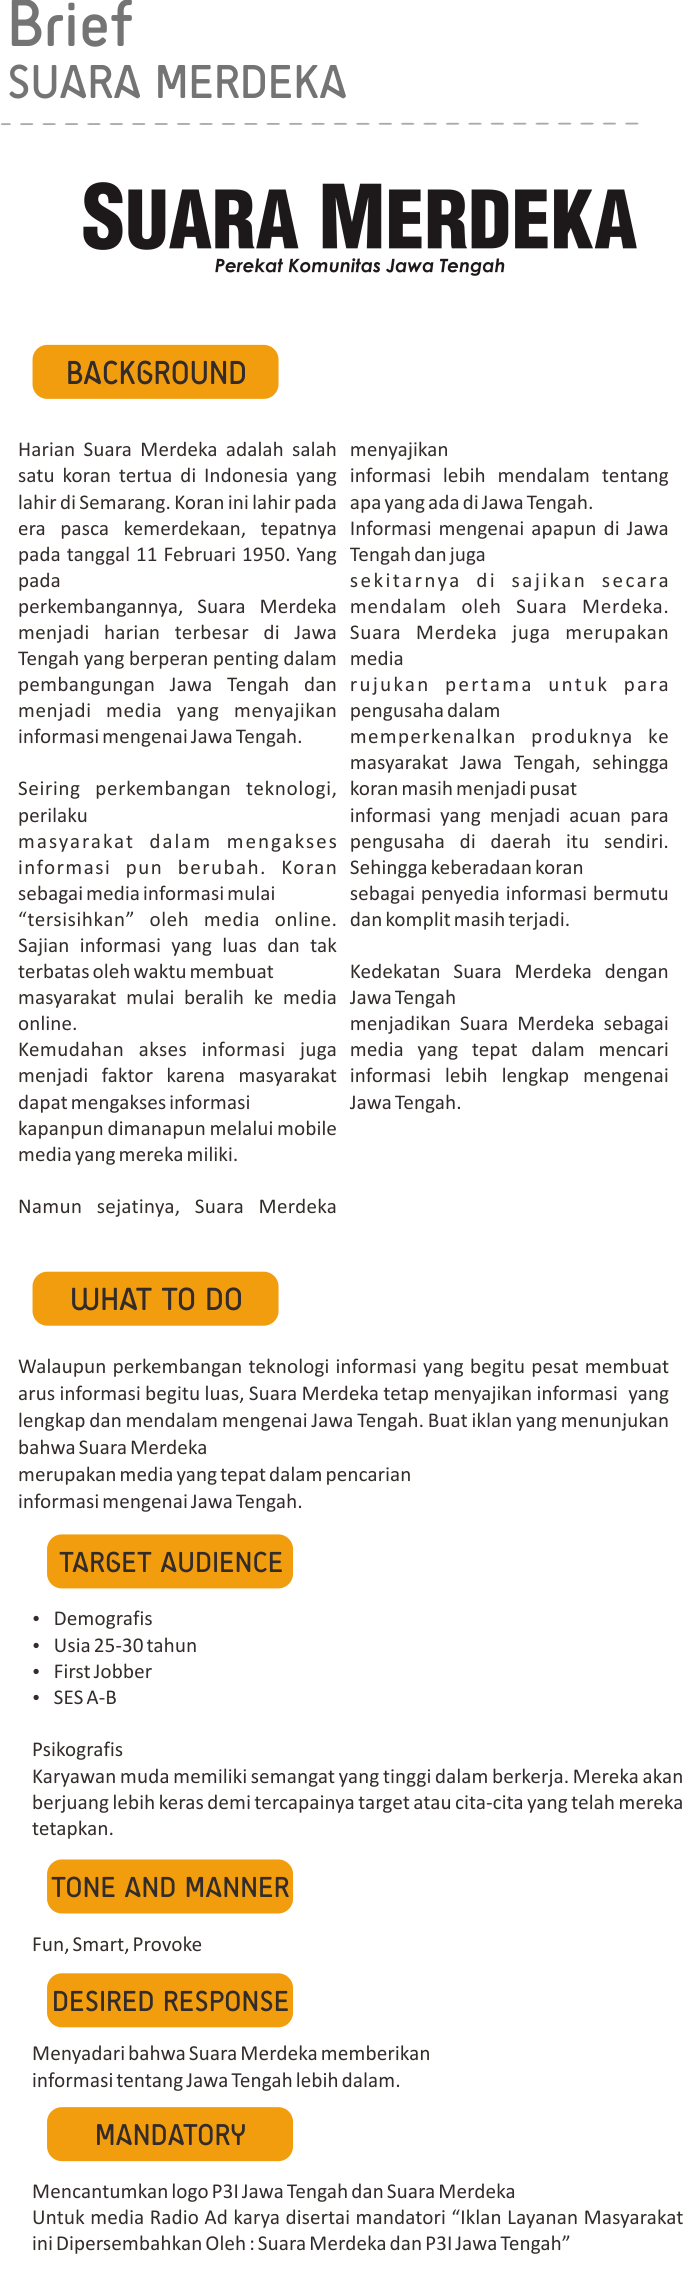 Brief
SUARA MERDEKA
SUARA MERDEKA
Perekat Komunitas Jawa Tengah
BACKGROUND
Harian Suara Merdeka adalah salah
satu koran tertua di Indonesia yang
lahir di Semarang. Koran ini lahir pada
era pasca kemerdekaan, tepatnya
pada tanggal 11 Februari 1950. Yang
pada
perkembangannya, Suara Merdeka
menjadi harian terbesar di Jawa
Tengah yang berperan penting dalam
pembangungan Jawa Tengah dan
menjadi media yang menyajikan
informasi mengenai Jawa Tengah.
Seiring perkembangan teknologi,
perilaku
masyarakat dalam mengakses
informasi pun berubah. Koran
sebagai media informasi mulai
“tersisihkan” oleh media online.
Sajian informasi yang luas dan tak
terbatas oleh waktu membuat
masyarakat mulai beralih ke media
online.
Kemudahan akses informasi juga
menjadi faktor karena masyarakat
dapat mengakses informasi
kapanpun dimanapun melalui mobile
media yang mereka miliki.
Namun sejatinya, Suara Merdeka
menyajikan
informasi lebih mendalam tentang
apa yang ada di Jawa Tengah.
Informasi mengenai apapun di Jawa
Tengah dan juga
sekitarnya di sajikan secara
mendalam oleh Suara Merdeka.
Suara Merdeka juga merupakan
media
rujukan pertama untuk para
pengusaha dalam
memperkenalkan produknya ke
masyarakat Jawa Tengah, sehingga
koran masih menjadi pusat
informasi yang menjadi acuan para
pengusaha di daerah itu sendiri.
Sehingga keberadaan koran
sebagai penyedia informasi bermutu
dan komplit masih terjadi.
Kedekatan Suara Merdeka dengan
Jawa Tengah
menjadikan Suara Merdeka sebagai
media yang tepat dalam mencari
informasi lebih lengkap mengenai
Jawa Tengah.
WHAT TO DO
Walaupun perkembangan teknologi informasi yang begitu pesat membuat
arus informasi begitu luas, Suara Merdeka tetap menyajikan informasi yang
lengkap dan mendalam mengenai Jawa Tengah. Buat iklan yang menunjukan
bahwa Suara Merdeka
merupakan media yang tepat dalam pencarian
informasi mengenai Jawa Tengah.
TARGET AUDIENCE
• Demografis
• Usia 25-30 tahun
• First Jobber
• SES A-B
Psikografis
Karyawan muda memiliki semangat yang tinggi dalam berkerja. Mereka akan
berjuang lebih keras demi tercapainya target atau cita-cita yang telah mereka
tetapkan.
TONE AND MANNER
Fun, Smart, Provoke
DESIRED RESPONSE
Menyadari bahwa Suara Merdeka memberikan
informasi tentang Jawa Tengah lebih dalam.
MANDATORY
Mencantumkan logo P3I Jawa Tengah dan Suara Merdeka
Untuk media Radio Ad karya disertai mandatori “Iklan Layanan Masyarakat
ini Dipersembahkan Oleh : Suara Merdeka dan P3I Jawa Tengah”